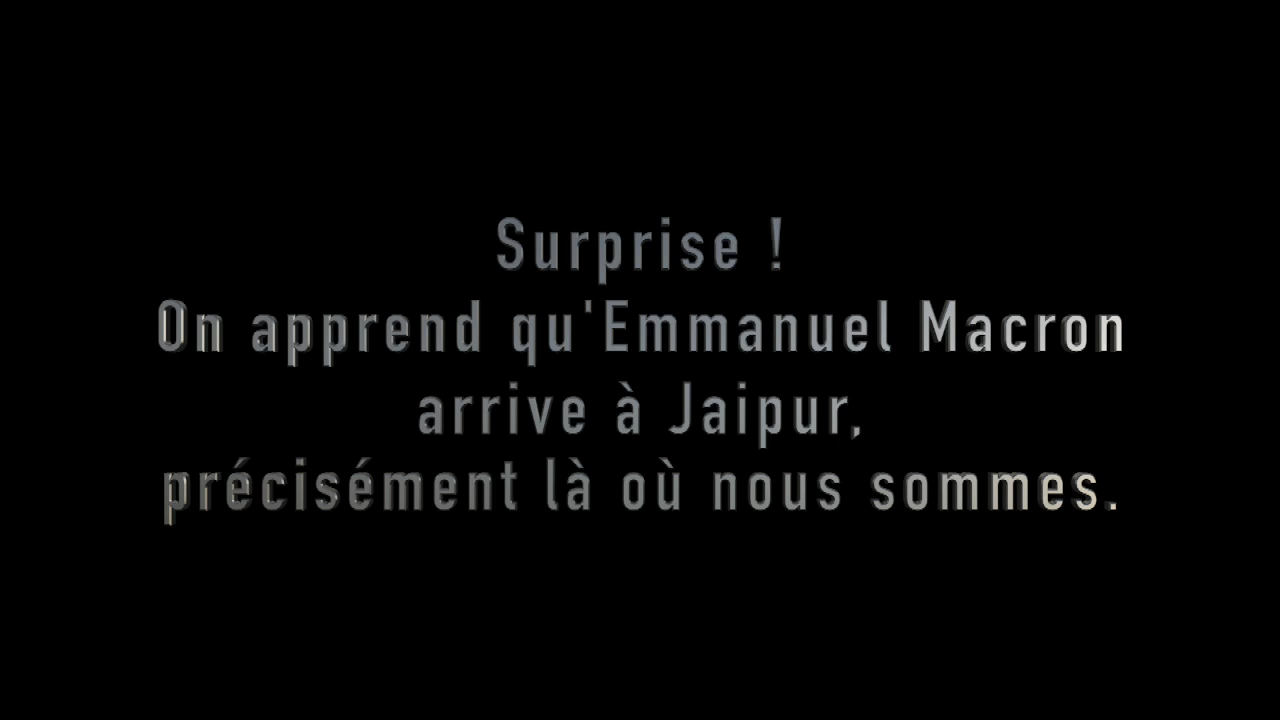 Surprise !
On apprend qu'Emmanuel Macron
arrive à Jaipur,
précisément là où nous sommes.